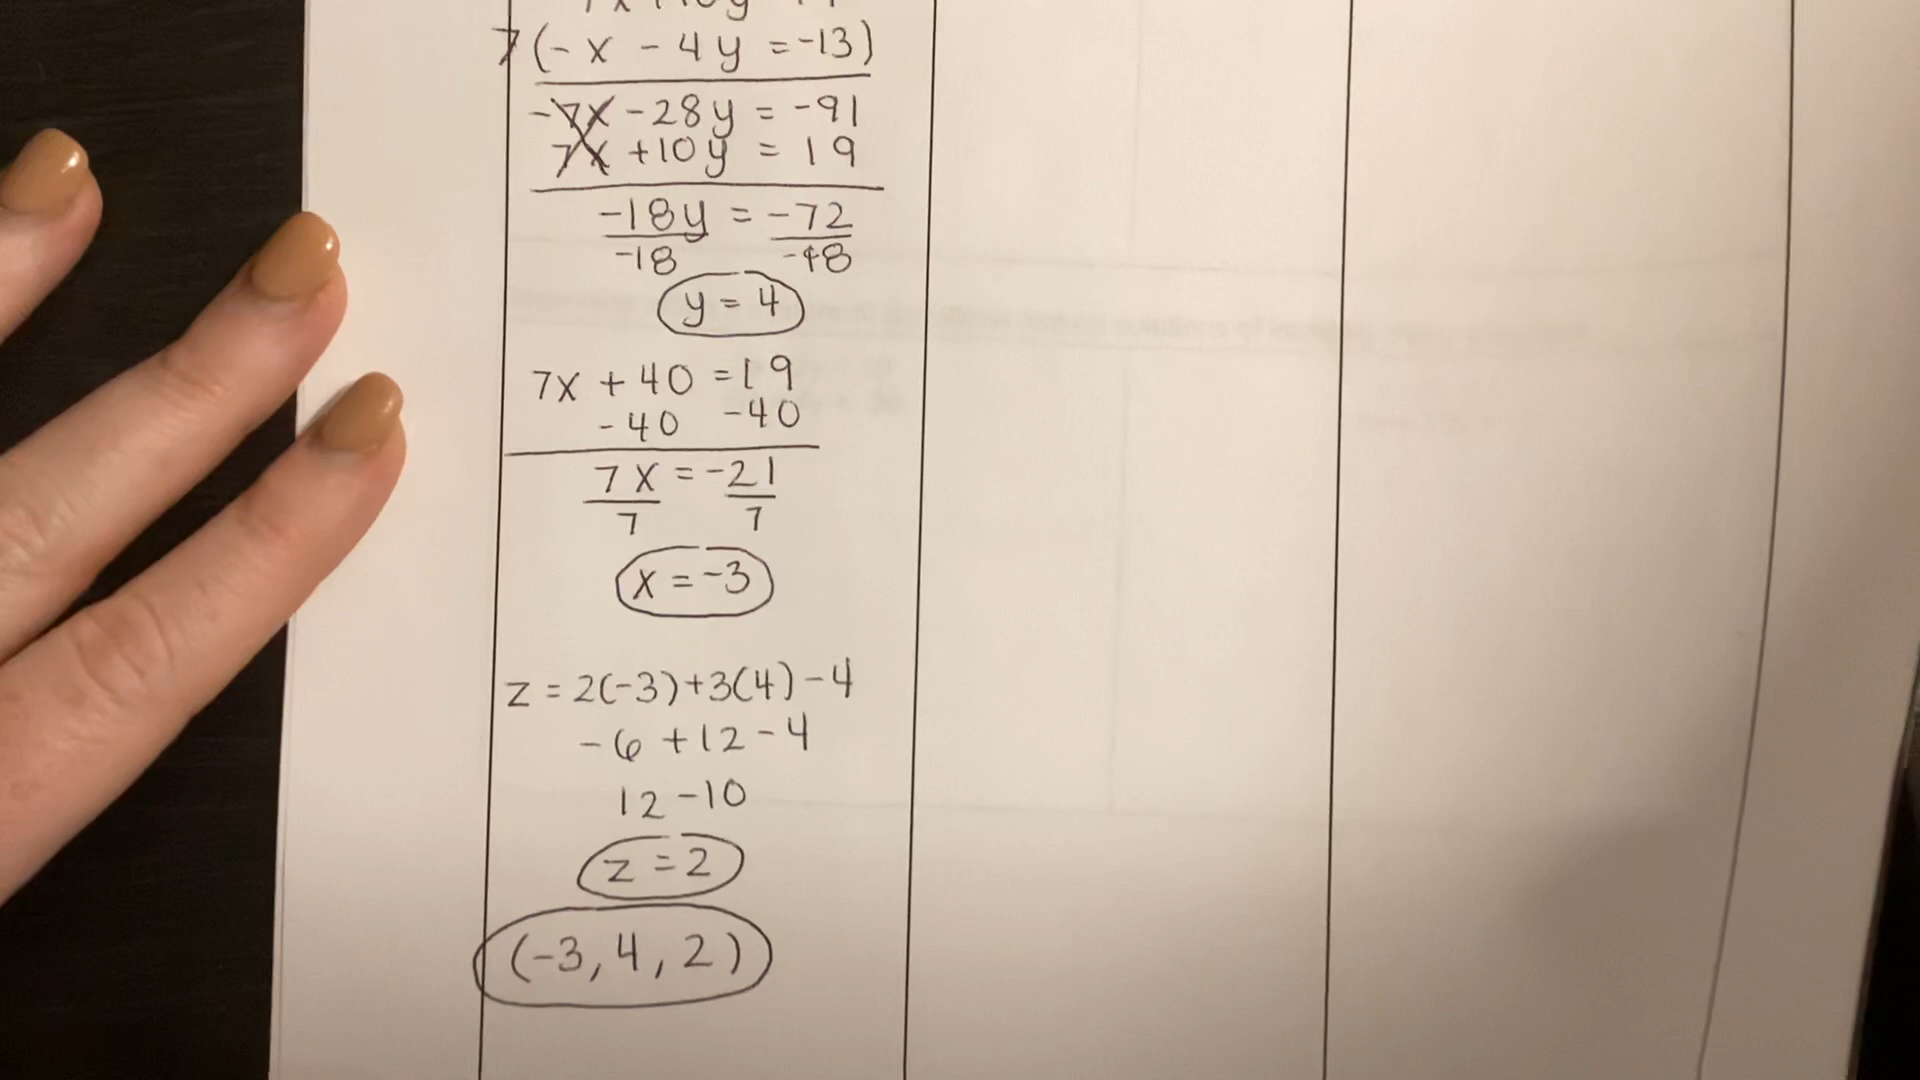 7(-x - 4y = -13)
-7x - 28y = -91
7x + 10y = 19
-18y = -72
-18 -18
y = 4
7x + 40 = 19
- 40 - 40
7x = -21
7 7
x = -3
z = 2(-3) + 3(4) - 4
- 6 + 12 - 4
12 - 10
z = 2
(-3, 4, 2)